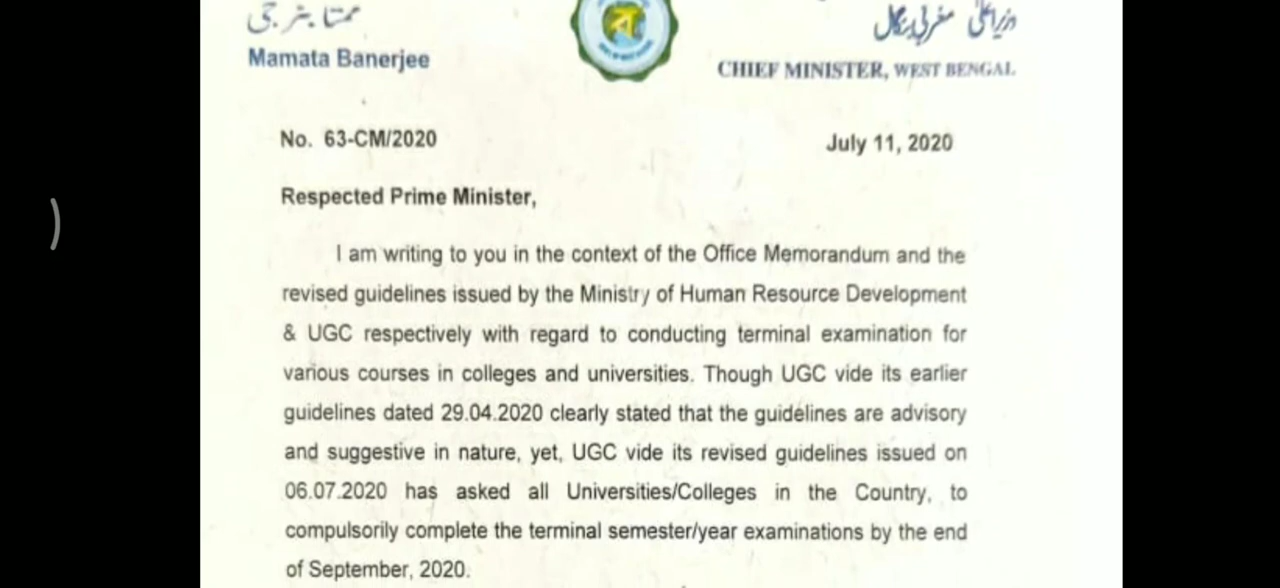 ممتا بنرجی
وزیر اعلیٰ مغربی بنگال
Mamata Banerjee
CHIEF MINISTER, WEST BENGAL
No. 63-CM/2020
July 11, 2020
Respected Prime Minister,
I am writing to you in the context of the Office Memorandum and the
revised guidelines issued by the Ministry of Human Resource Development
& UGC respectively with regard to conducting terminal examination for
various courses in colleges and universities. Though UGC vide its earlier
guidelines dated 29.04.2020 clearly stated that the guidelines are advisory
and suggestive in nature, yet, UGC vide its revised guidelines issued on
06.07.2020 has asked all Universities/Colleges in the Country, to
compulsorily complete the terminal semester/year examinations by the end
of September, 2020.